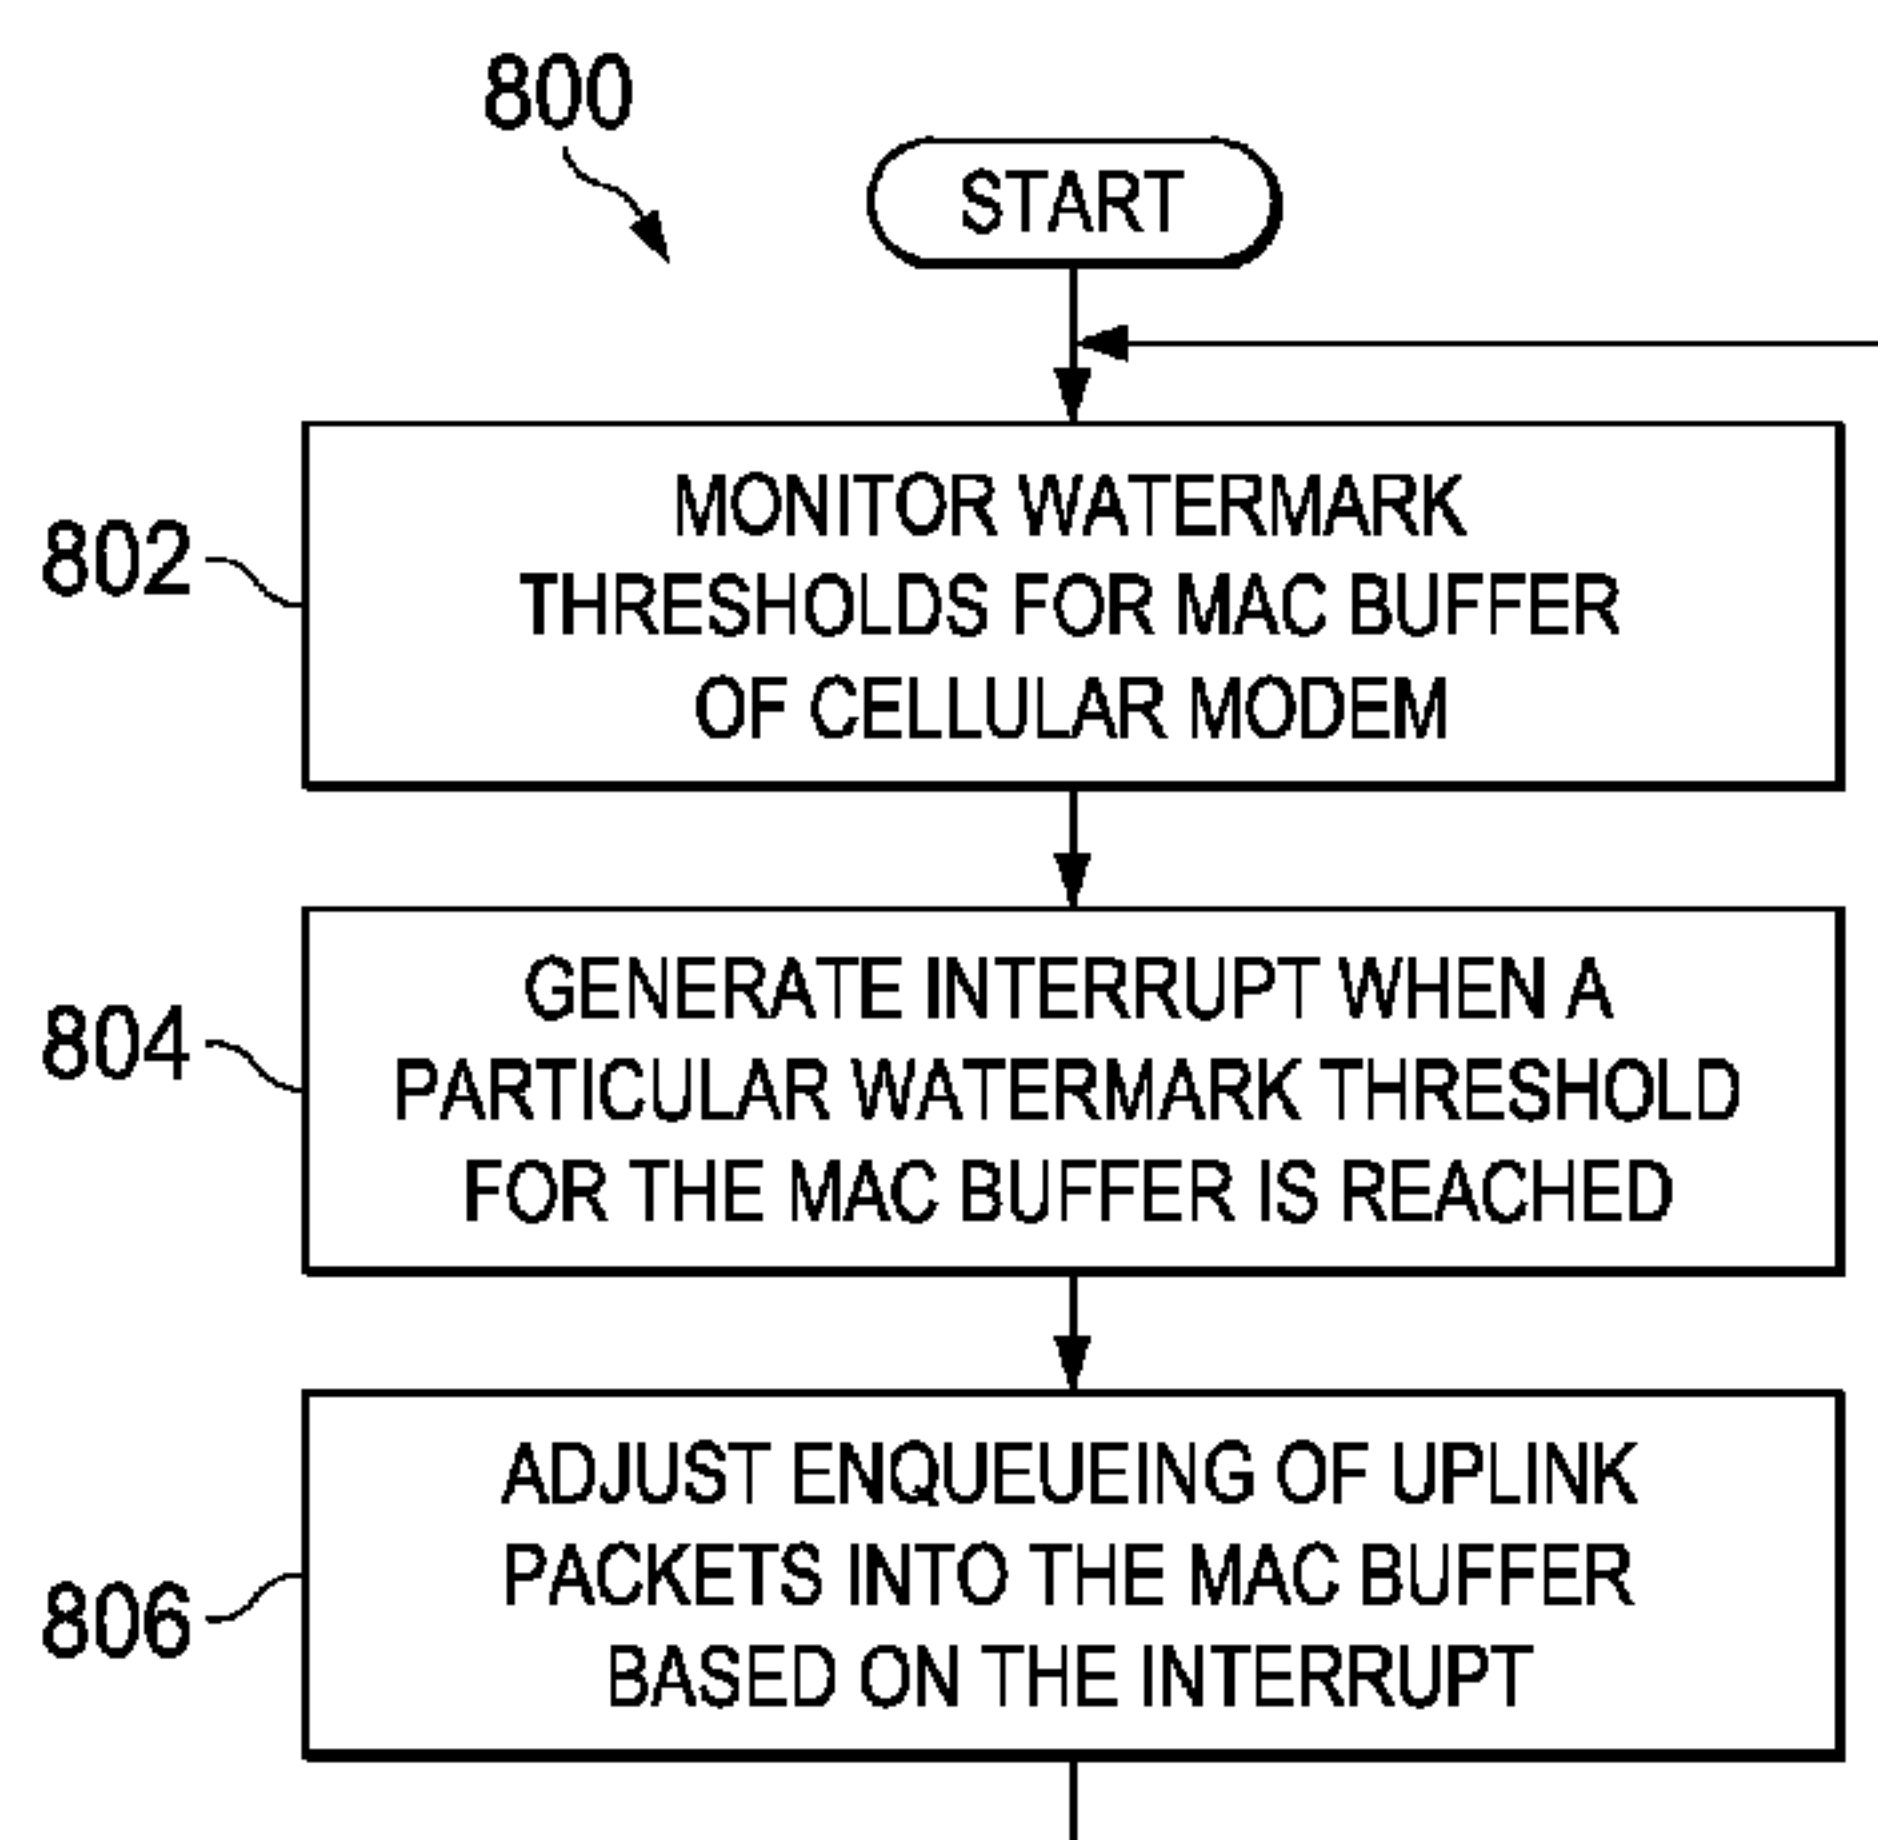 800
START
802
MONITOR WATERMARK
THRESHOLDS FOR MAC BUFFER
OF CELLULAR MODEM
804
GENERATE INTERRUPT WHEN A
PARTICULAR WATERMARK THRESHOLD
FOR THE MAC BUFFER IS REACHED
806
ADJUST ENQUEUEING OF UPLINK
PACKETS INTO THE MAC BUFFER
BASED ON THE INTERRUPT